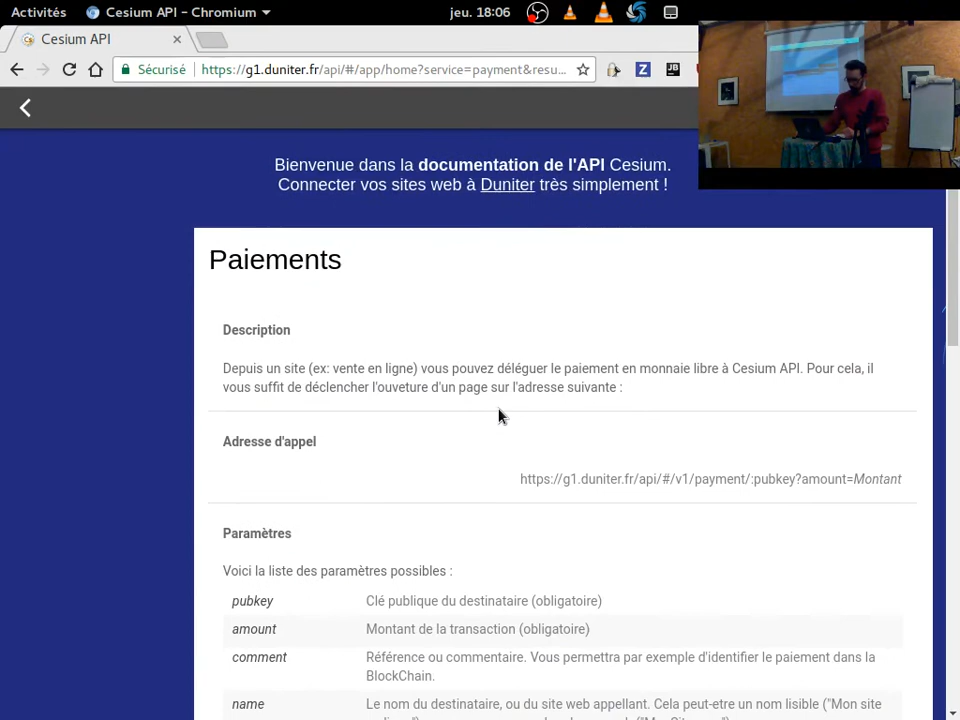 Activités Cesium API - Chromium jeu. 18:06
Cesium API
Sécurisé https://g1.duniter.fr/api/#/app/home?service=payment&resu...
Bienvenue dans la documentation de l'API Cesium.
Connecter vos sites web à Duniter très simplement !
Paiements
Description
Depuis un site (ex: vente en ligne) vous pouvez déléguer le paiement en monnaie libre à Cesium API. Pour cela, il
vous suffit de déclencher l'ouveture d'un page sur l'adresse suivante :
Adresse d'appel
https://g1.duniter.fr/api/#/v1/payment/:pubkey?amount=Montant
Paramètres
Voici la liste des paramètres possibles :
pubkey Clé publique du destinataire (obligatoire)
amount Montant de la transaction (obligatoire)
comment Référence ou commentaire. Vous permettra par exemple d'identifier le paiement dans la
BlockChain.
name Le nom du destinataire, ou du site web appellant. Cela peut-etre un nom lisible ("Mon site